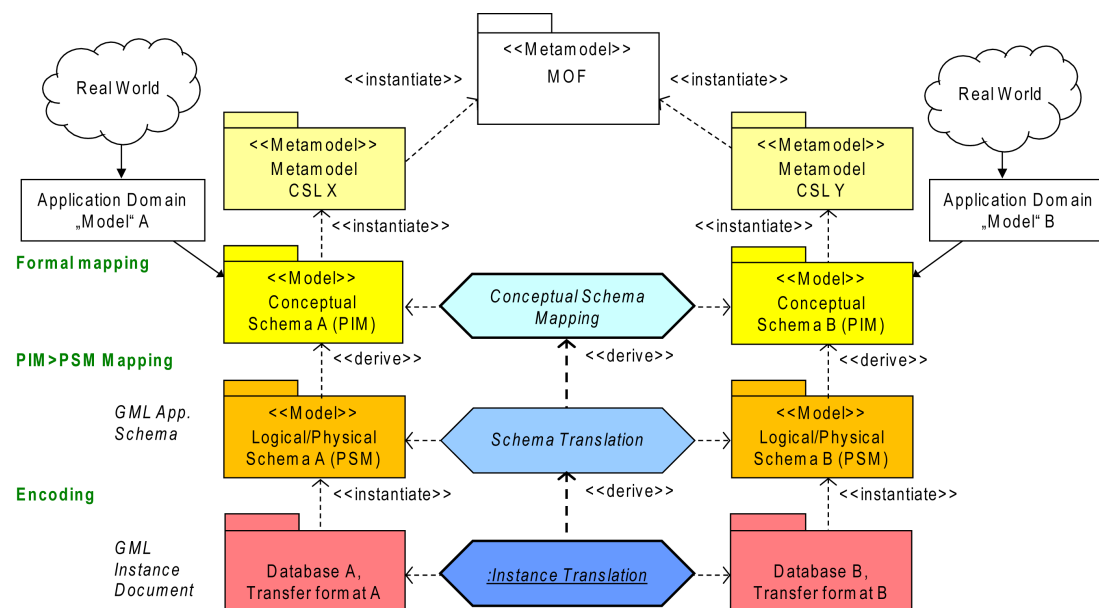 <<Metamodel>>
MOF
<<instantiate>>
<<instantiate>>
Real World
Real World
<<Metamodel>>
Metamodel
CSL X
<<Metamodel>>
Metamodel
CSL Y
Application Domain
„Model“ A
Application Domain
„Model“ B
<<instantiate>>
<<instantiate>>
Formal mapping
<<Model>>
Conceptual
Schema A (PIM)
Conceptual Schema
Mapping
<<Model>>
Conceptual
Schema B (PIM)
PIM>PSM Mapping
<<derive>>
<<derive>>
<<derive>>
GML App.
Schema
<<Model>>
Logical/Physical
Schema A (PSM)
Schema Translation
<<Model>>
Logical/Physical
Schema B (PSM)
Encoding
<<instantiate>>
<<derive>>
<<instantiate>>
GML
Instance
Document
Database A,
Transfer format A
:Instance Translation
Database B,
Transfer format B